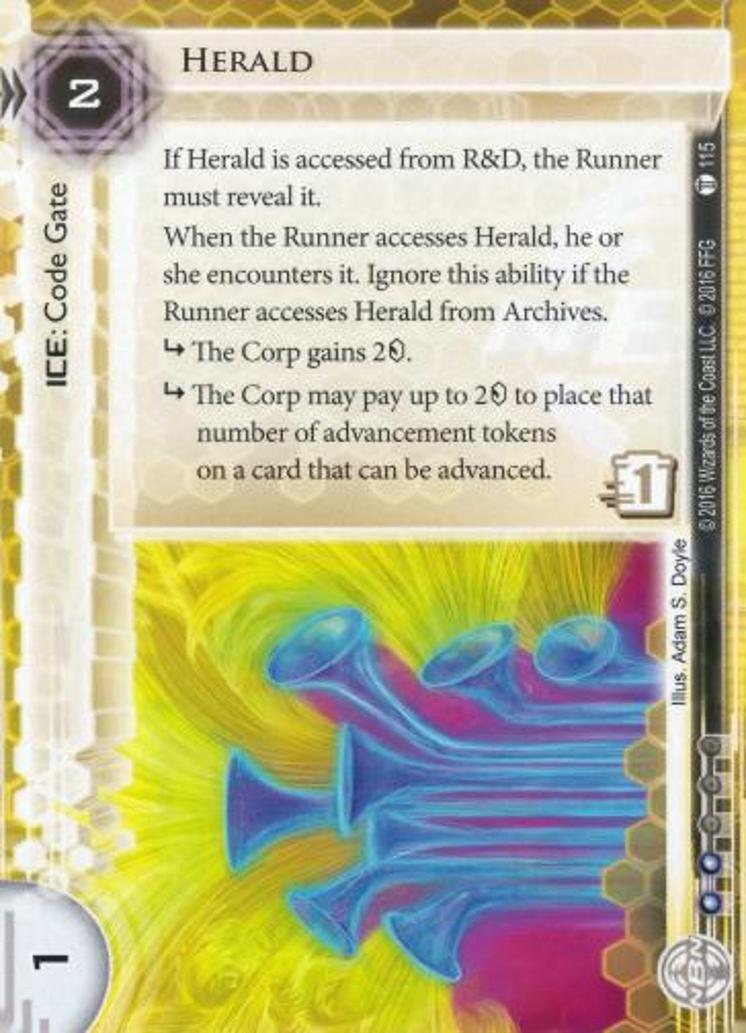 2
HERALD
ICE: Code Gate
If Herald is accessed from R&D, the Runner
must reveal it.
When the Runner accesses Herald, he or
she encounters it. Ignore this ability if the
Runner accesses Herald from Archives.
↳ The Corp gains 2.
↳ The Corp may pay up to 2 to place that
number of advancement tokens
on a card that can be advanced.
1
© 2016 Wizards of the Coast LLC. © 2016 FFG 115
Illus. Adam S. Doyle
1
NBN